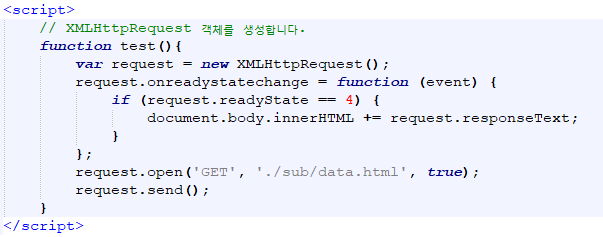 <script>
// XMLHttpRequest 객체를 생성합니다.
function test(){
var request = new XMLHttpRequest();
request.onreadystatechange = function (event) {
if (request.readyState == 4) {
document.body.innerHTML += request.responseText;
}
};
request.open('GET', './sub/data.html', true);
request.send();
}
</script>